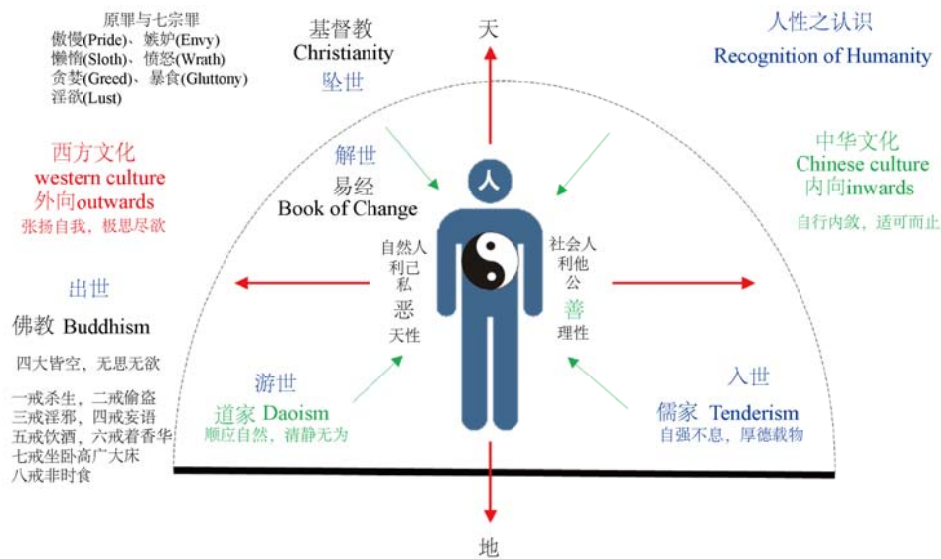 原罪与七宗罪
傲慢(Pride)、嫉妒(Envy)
懒惰(Sloth)、愤怒(Wrath)
贪婪(Greed)、暴食(Gluttony)
淫欲(Lust)
基督教
Christianity
坠世
天
人性之认识
Recognition of Humanity
西方文化
western culture
外向outwards
张扬自我，极思尽欲
解世
易经
Book of Change
人
中华文化
Chinese culture
内向inwards
自行内敛，适可而止
自然人
利己
私
恶
天性
社会人
利他
公
善
理性
出世
佛教 Buddhism
四大皆空，无思无欲
一戒杀生，二戒偷盗
三戒淫邪，四戒妄语
五戒饮酒，六戒着香华
七戒坐卧高广大床
八戒非时食
游世
道家 Daoism
顺应自然，清静无为
入世
儒家 Tenderism
自强不息，厚德载物
地